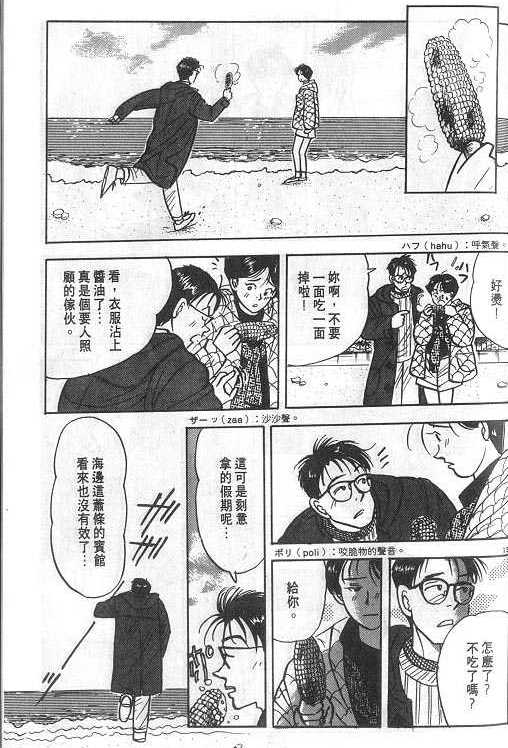 ハフ（hahu）：呼氣聲。
好燙！
妳啊，不要
一面吃一面
掉啦！
看，衣服沾上
醬油了…
真是個要人照
顧的傢伙。
ザーッ（zaa）：沙沙聲。
ボリ（poli）：咬脆物的聲音。
這可是刻意
拿的假期呢…
海邊這蕭條的賓館
看來也沒有效了…
怎麼了？
不吃了嗎？
給你。